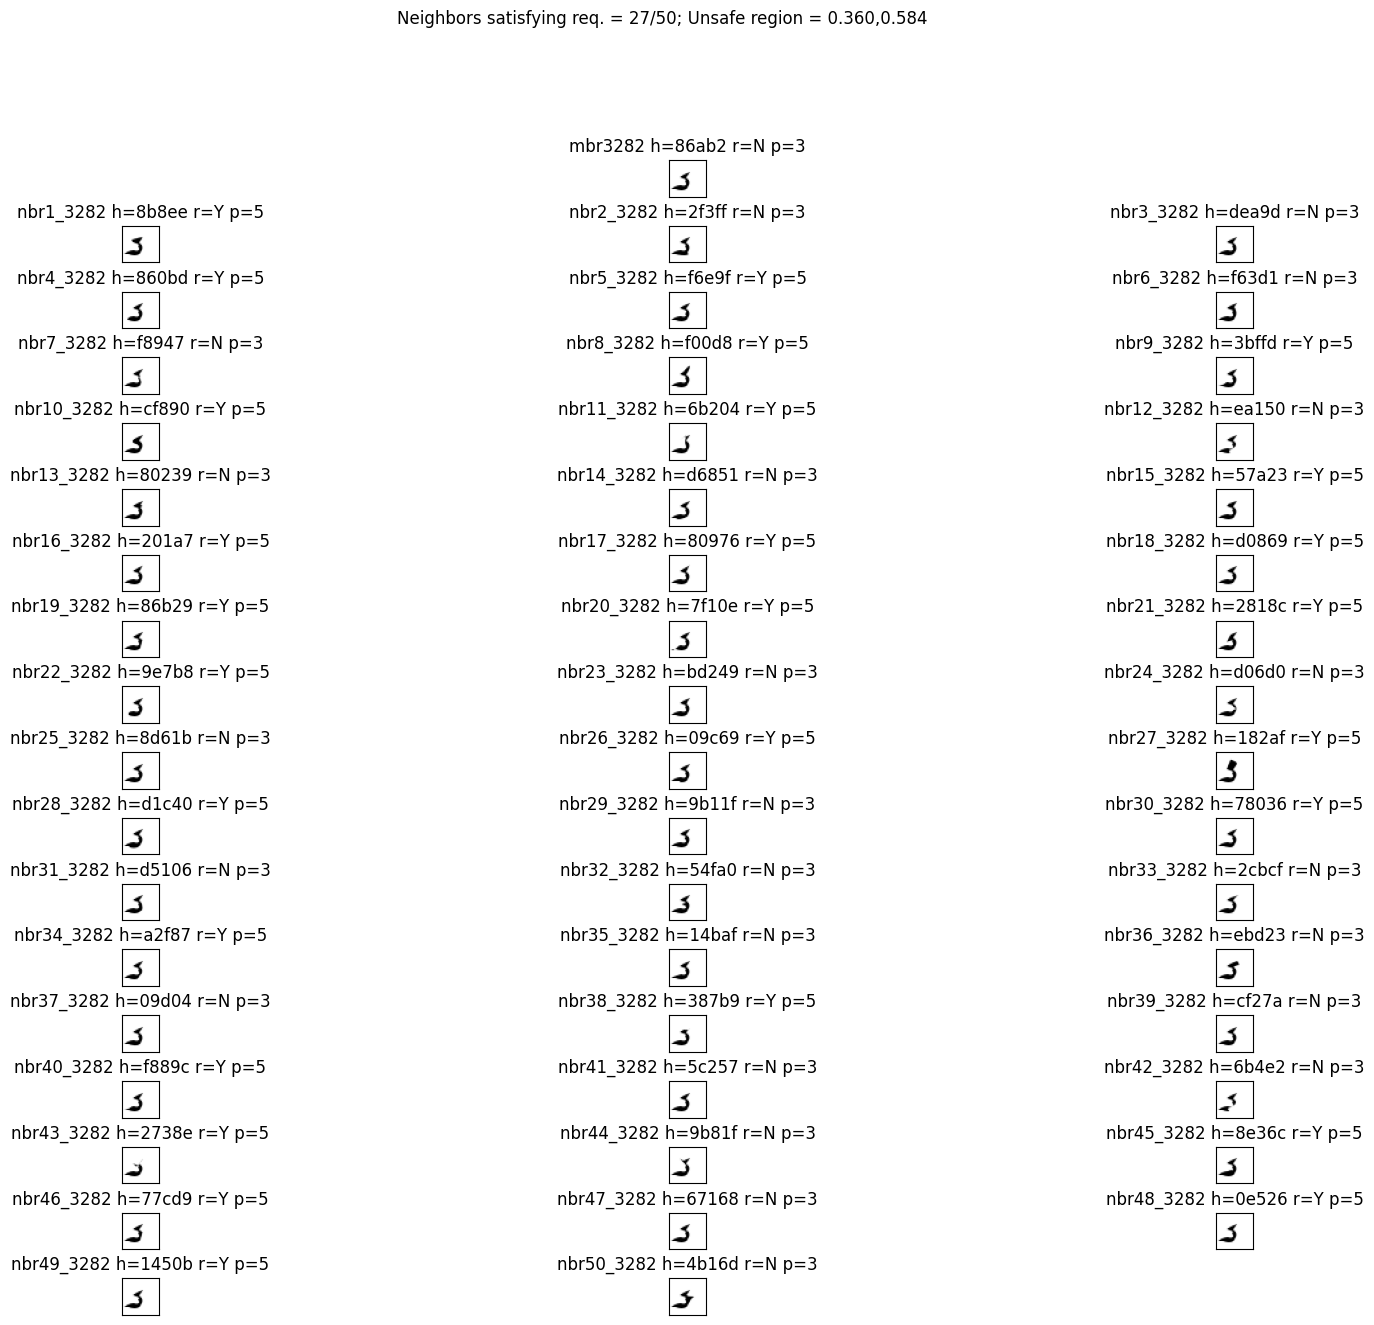 Neighbors satisfying req. = 27/50; Unsafe region = 0.360,0.584
mbr3282 h=86ab2 r=N p=3
nbr1_3282 h=8b8ee r=Y p=5
nbr2_3282 h=2f3ff r=N p=3
nbr3_3282 h=dea9d r=N p=3
nbr4_3282 h=860bd r=Y p=5
nbr5_3282 h=f6e9f r=Y p=5
nbr6_3282 h=f63d1 r=N p=3
nbr7_3282 h=f8947 r=N p=3
nbr8_3282 h=f00d8 r=Y p=5
nbr9_3282 h=3bffd r=Y p=5
nbr10_3282 h=cf890 r=Y p=5
nbr11_3282 h=6b204 r=Y p=5
nbr12_3282 h=ea150 r=N p=3
nbr13_3282 h=80239 r=N p=3
nbr14_3282 h=d6851 r=N p=3
nbr15_3282 h=57a23 r=Y p=5
nbr16_3282 h=201a7 r=Y p=5
nbr17_3282 h=80976 r=Y p=5
nbr18_3282 h=d0869 r=Y p=5
nbr19_3282 h=86b29 r=Y p=5
nbr20_3282 h=7f10e r=Y p=5
nbr21_3282 h=2818c r=Y p=5
nbr22_3282 h=9e7b8 r=Y p=5
nbr23_3282 h=bd249 r=N p=3
nbr24_3282 h=d06d0 r=N p=3
nbr25_3282 h=8d61b r=N p=3
nbr26_3282 h=09c69 r=Y p=5
nbr27_3282 h=182af r=Y p=5
nbr28_3282 h=d1c40 r=Y p=5
nbr29_3282 h=9b11f r=N p=3
nbr30_3282 h=78036 r=Y p=5
nbr31_3282 h=d5106 r=N p=3
nbr32_3282 h=54fa0 r=N p=3
nbr33_3282 h=2cbcf r=N p=3
nbr34_3282 h=a2f87 r=Y p=5
nbr35_3282 h=14baf r=N p=3
nbr36_3282 h=ebd23 r=N p=3
nbr37_3282 h=09d04 r=N p=3
nbr38_3282 h=387b9 r=Y p=5
nbr39_3282 h=cf27a r=N p=3
nbr40_3282 h=f889c r=Y p=5
nbr41_3282 h=5c257 r=N p=3
nbr42_3282 h=6b4e2 r=N p=3
nbr43_3282 h=2738e r=Y p=5
nbr44_3282 h=9b81f r=N p=3
nbr45_3282 h=8e36c r=Y p=5
nbr46_3282 h=77cd9 r=Y p=5
nbr47_3282 h=67168 r=N p=3
nbr48_3282 h=0e526 r=Y p=5
nbr49_3282 h=1450b r=Y p=5
nbr50_3282 h=4b16d r=N p=3